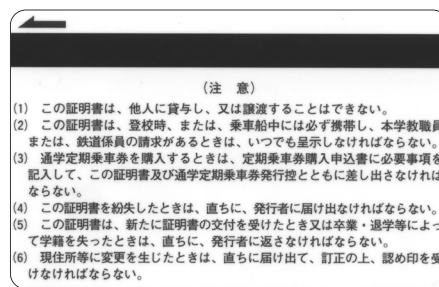 (注 意)
(1) この証明書は、他人に貸与し、又は譲渡することはできない。
(2) この証明書は、登校時、または、乗車船中には必ず携帯し、本学教職員
または、鉄道係員の請求があるときは、いつでも呈示しなければならない。
(3) 通学定期乗車券を購入するときは、定期乗車券購入申込書に必要事項を
記入して、この証明書及び通学定期乗車券発行控とともに差し出さなければ
ならない。
(4) この証明書を紛失したときは、直ちに、発行者に届け出なければならない。
(5) この証明書は、新たに証明書の交付を受けたとき又は卒業・退学等によっ
て学籍を失ったときは、直ちに、発行者に返さなければならない。
(6) 現住所等に変更を生じたときは、直ちに届け出て、訂正の上、認め印を受
けなければならない。